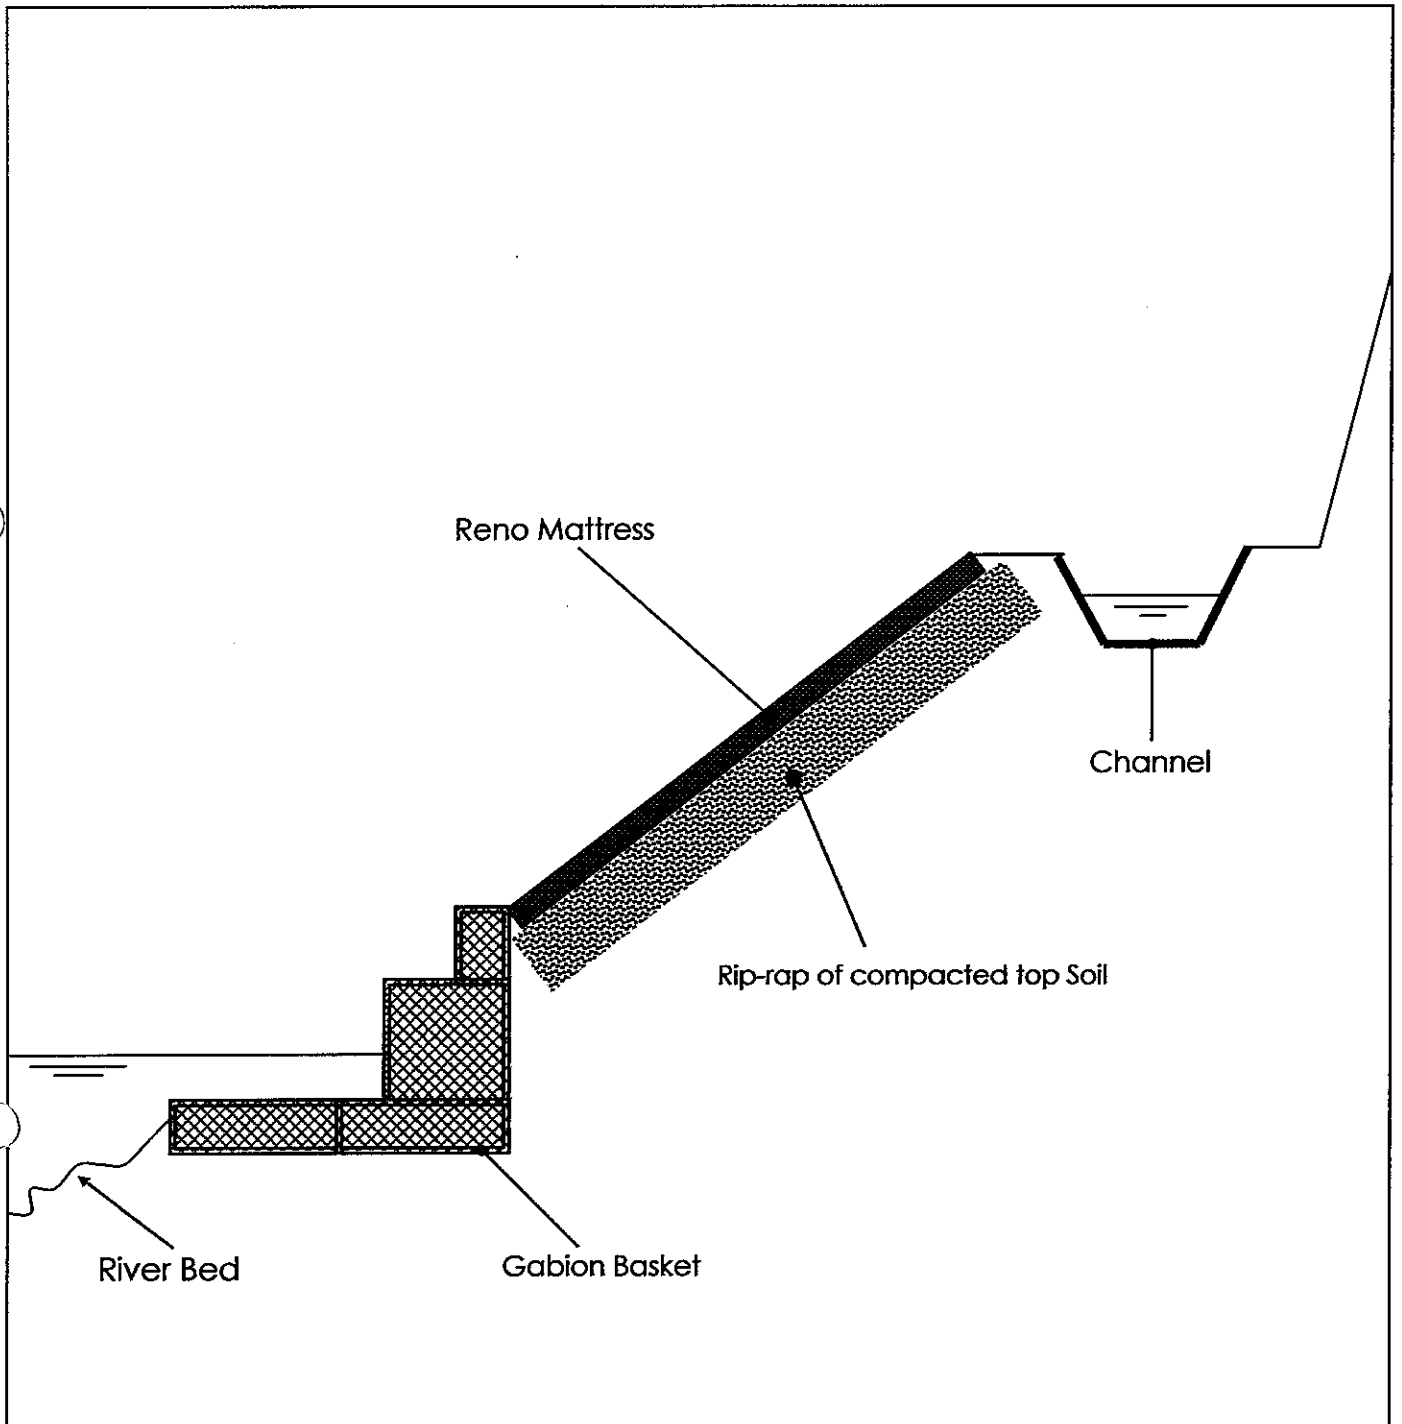 Reno Mattress
Channel
Rip-rap of compacted top Soil
River Bed
Gabion Basket